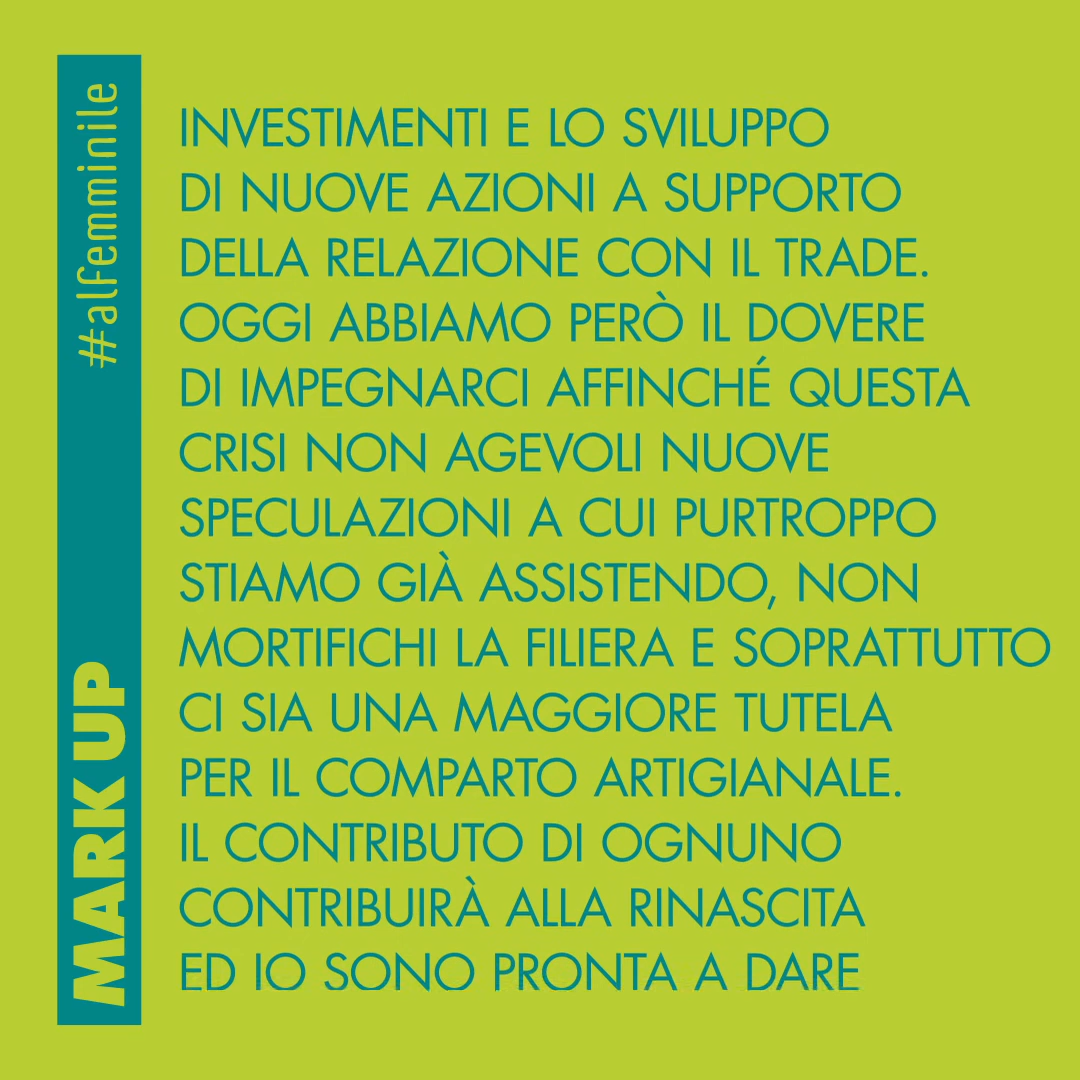 #alfemminile
MARK UP
INVESTIMENTI E LO SVILUPPO
DI NUOVE AZIONI A SUPPORTO
DELLA RELAZIONE CON IL TRADE.
OGGI ABBIAMO PERÒ IL DOVERE
DI IMPEGNARCI AFFINCHÉ QUESTA
CRISI NON AGEVOLI NUOVE
SPECULAZIONI A CUI PURTROPPO
STIAMO GIÀ ASSISTENDO, NON
MORTIFICHI LA FILIERA E SOPRATTUTTO
CI SIA UNA MAGGIORE TUTELA
PER IL COMPARTO ARTIGIANALE.
IL CONTRIBUTO DI OGNUNO
CONTRIBUIRÀ ALLA RINASCITA
ED IO SONO PRONTA A DARE